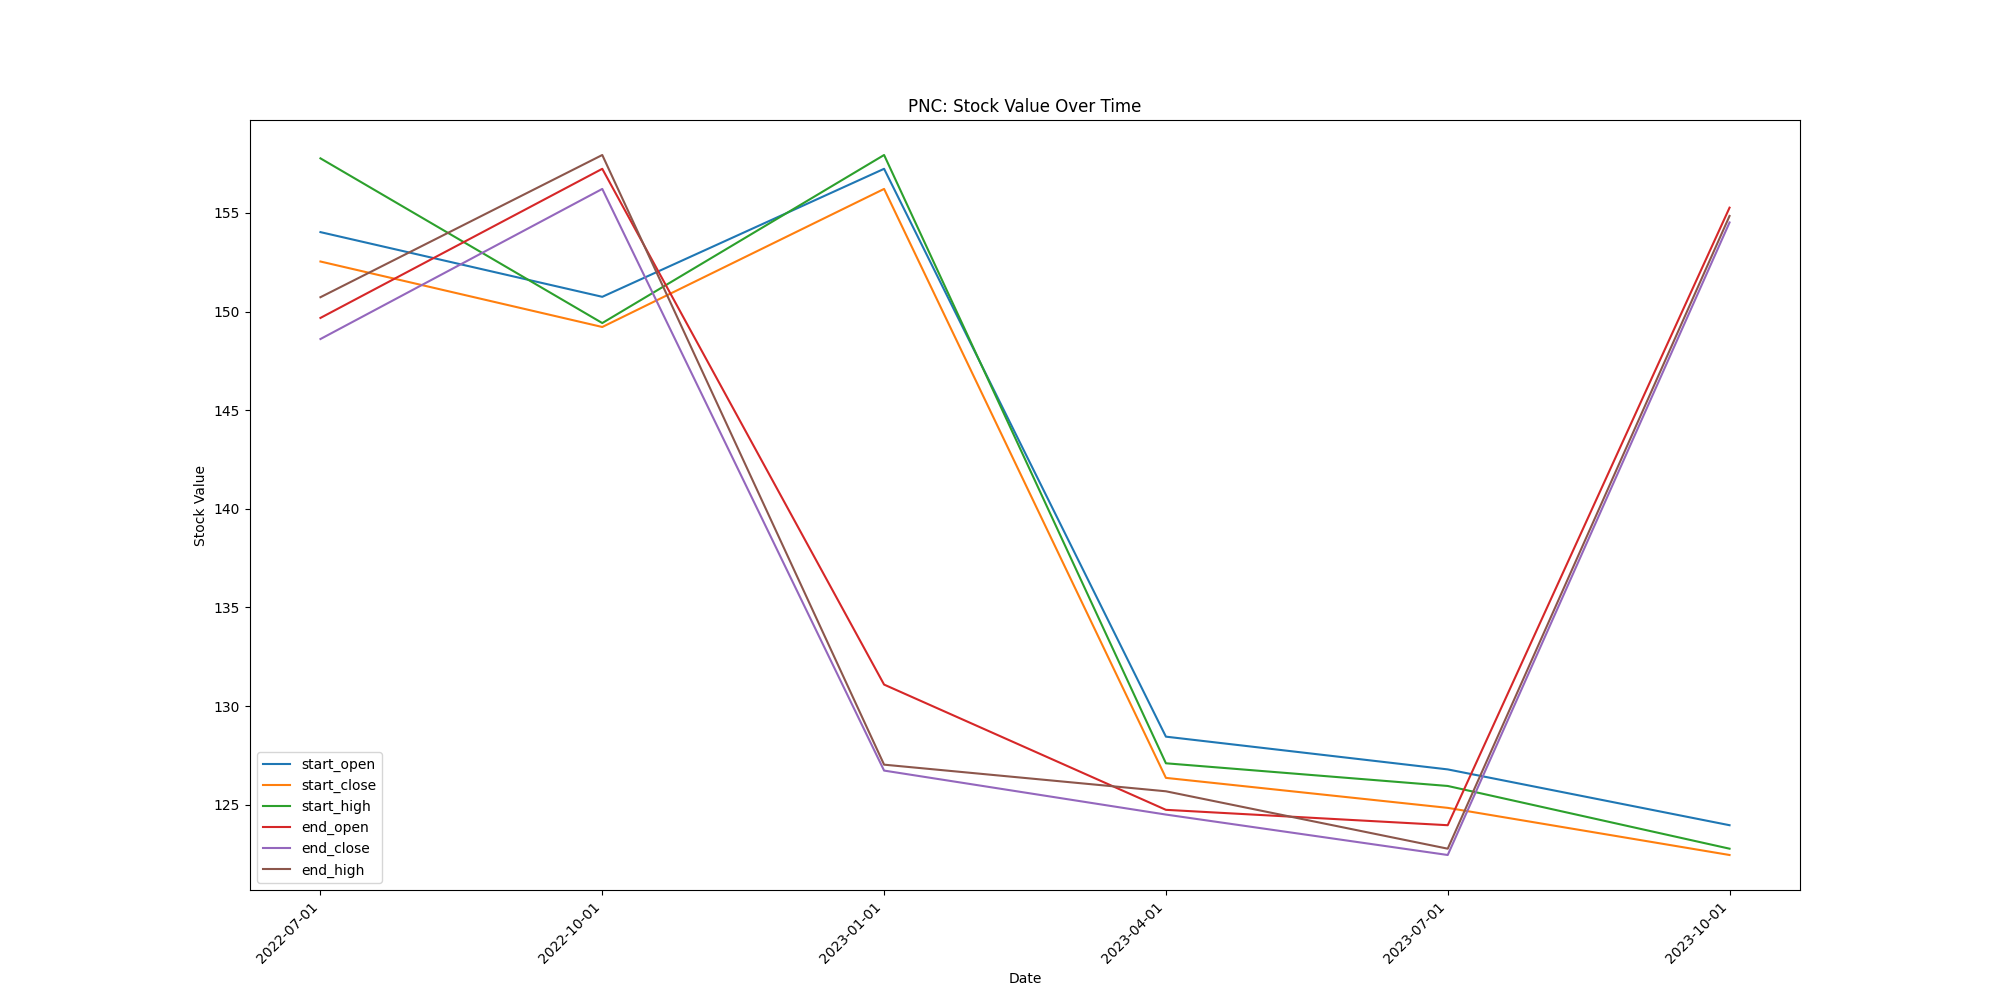 PNC: Stock Value Over Time
Stock Value
155
150
145
140
135
130
125
start_open
start_close
start_high
end_open
end_close
end_high
2022-07-01
2022-10-01
2023-01-01
2023-04-01
2023-07-01
2023-10-01
Date